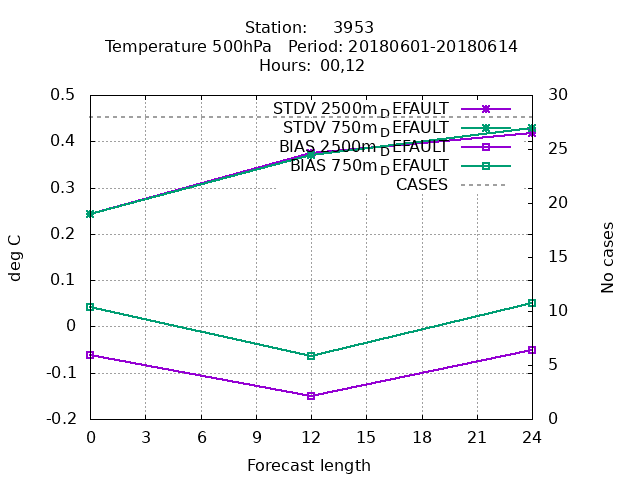 Station: 3953
Temperature 500hPa Period: 20180601-20180614
Hours: 00,12
0.5
0.4
0.3
0.2
0.1
0
-0.1
-0.2
deg C
STDV 2500m_DEFAULT
STDV 750m_DEFAULT
BIAS 2500m_DEFAULT
BIAS 750m_DEFAULT
CASES
30
25
20
15
10
5
0
No cases
0 3 6 9 12 15 18 21 24
Forecast length